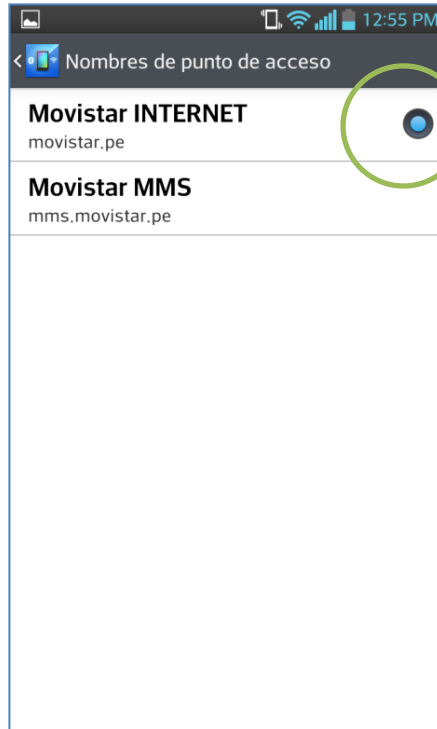 12:55 PM
Nombres de punto de acceso
Movistar INTERNET
movistar.pe
Movistar MMS
mms.movistar.pe